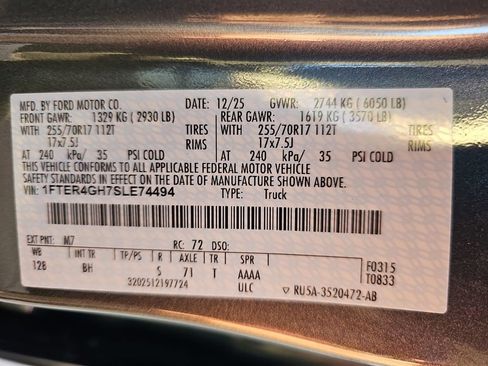 MFD. BY FORD MOTOR CO. 12/25 GVWR: 2744 KG ( 6050 LB)
FRONT GAWR: 1329 KG ( 2930 LB) REAR GAWR: 1619 KG ( 3570 LB)
WITH 255/70R17 112T TIRES WITH 255/70R17 112T TIRES
17x7.5J RIMS 17x7.5J RIMS
AT 240 kPa/ 35 PSI COLD AT 240 kPa/ 35 PSI COLD
THIS VEHICLE CONFORMS TO ALL APPLICABLE FEDERAL MOTOR VEHICLE
SAFETY STANDARDS IN EFFECT ON THE DATE OF MANUFACTURE SHOWN ABOVE.
VIN: 1FTER4GH7SLE74494 TYPE: Truck
EXT PNT: M7 RC: 72 DSO:
WB INT TR TP/PS R AXLE TR SPR
128 BH S 71 T AAAA
3202512197724 ULC
F0315
T0833
RU5A-3520472-AB